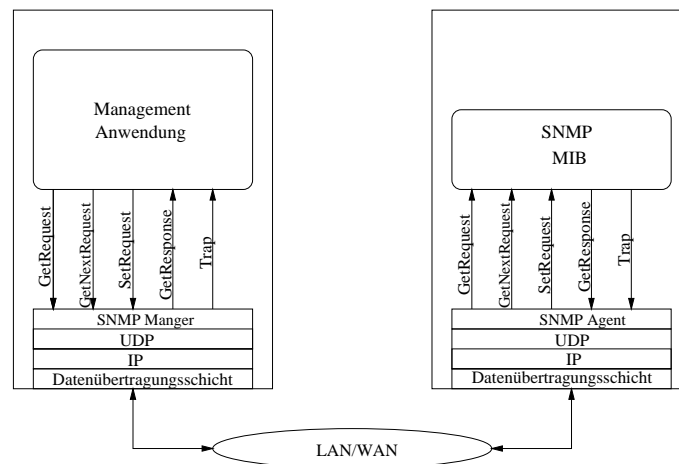 Management
Anwendung
GetRequest
GetNextRequest
SetRequest
GetResponse
Trap
SNMP Manger
UDP
IP
Datenübertragungsschicht
SNMP
MIB
GetRequest
GetNextRequest
SetRequest
GetResponse
Trap
SNMP Agent
UDP
IP
Datenübertragungsschicht
LAN/WAN